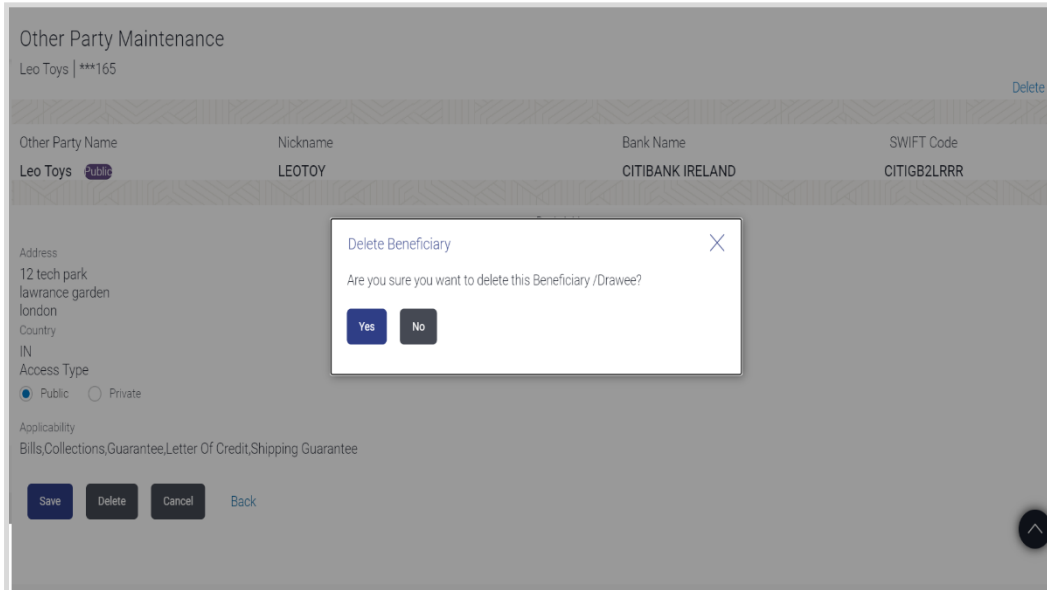 Other Party Maintenance
Leo Toys | ***165
Delete
Other Party Name Nickname Bank Name SWIFT Code
Leo Toys Public LEOTOY CITIBANK IRELAND CITIGB2LRRR
Delete Beneficiary
Are you sure you want to delete this Beneficiary /Drawee?
Yes No
Address
12 tech park
lawrance garden
london
Country
IN
Access Type
Public Private
Applicability
Bills,Collections,Guarantee,Letter Of Credit,Shipping Guarantee
Save Delete Cancel Back